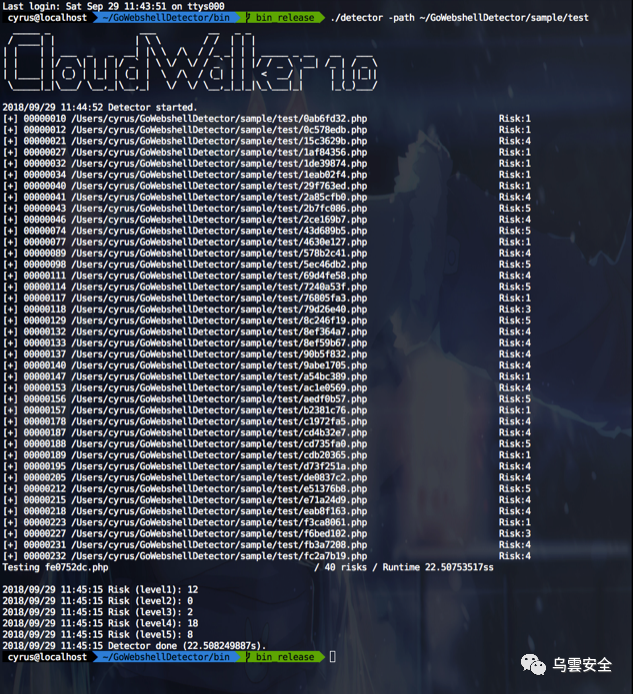 Last login: Sat Sep 29 11:43:51 on ttys000
cyrus@localhost ~/GoWebshellDetector/bin release ./detector -path ~/GoWebshellDetector/sample/test
CloudWalker 1.0
2018/09/29 11:44:52 Detector started.
[+] 00000010 /Users/cyrus/GoWebshellDetector/sample/test/0ab6fd32.php Risk:1
[+] 00000012 /Users/cyrus/GoWebshellDetector/sample/test/0c578edb.php Risk:1
[+] 00000021 /Users/cyrus/GoWebshellDetector/sample/test/15c3629b.php Risk:4
[+] 00000027 /Users/cyrus/GoWebshellDetector/sample/test/1af84356.php Risk:1
[+] 00000032 /Users/cyrus/GoWebshellDetector/sample/test/1de39874.php Risk:1
[+] 00000034 /Users/cyrus/GoWebshellDetector/sample/test/1eab02f4.php Risk:1
[+] 00000040 /Users/cyrus/GoWebshellDetector/sample/test/29f763ed.php Risk:1
[+] 00000041 /Users/cyrus/GoWebshellDetector/sample/test/2a85cfb0.php Risk:4
[+] 00000043 /Users/cyrus/GoWebshellDetector/sample/test/2b7fc086.php Risk:5
[+] 00000046 /Users/cyrus/GoWebshellDetector/sample/test/2ce169b7.php Risk:4
[+] 00000074 /Users/cyrus/GoWebshellDetector/sample/test/43d689b5.php Risk:5
[+] 00000077 /Users/cyrus/GoWebshellDetector/sample/test/4630e127.php Risk:1
[+] 00000089 /Users/cyrus/GoWebshellDetector/sample/test/578b2c41.php Risk:4
[+] 00000098 /Users/cyrus/GoWebshellDetector/sample/test/5ec46db2.php Risk:5
[+] 00000111 /Users/cyrus/GoWebshellDetector/sample/test/69d4fe58.php Risk:4
[+] 00000114 /Users/cyrus/GoWebshellDetector/sample/test/7240a53f.php Risk:5
[+] 00000117 /Users/cyrus/GoWebshellDetector/sample/test/76805fa3.php Risk:1
[+] 00000118 /Users/cyrus/GoWebshellDetector/sample/test/79d26e40.php Risk:3
[+] 00000129 /Users/cyrus/GoWebshellDetector/sample/test/8c246f19.php Risk:5
[+] 00000132 /Users/cyrus/GoWebshellDetector/sample/test/8ef364a7.php Risk:4
[+] 00000133 /Users/cyrus/GoWebshellDetector/sample/test/8ef59b67.php Risk:4
[+] 00000137 /Users/cyrus/GoWebshellDetector/sample/test/90b5f832.php Risk:4
[+] 00000140 /Users/cyrus/GoWebshellDetector/sample/test/9abe1705.php Risk:4
[+] 00000147 /Users/cyrus/GoWebshellDetector/sample/test/a54bc389.php Risk:1
[+] 00000153 /Users/cyrus/GoWebshellDetector/sample/test/ac1e0569.php Risk:4
[+] 00000156 /Users/cyrus/GoWebshellDetector/sample/test/aedf0b57.php Risk:5
[+] 00000157 /Users/cyrus/GoWebshellDetector/sample/test/b2381c76.php Risk:1
[+] 00000178 /Users/cyrus/GoWebshellDetector/sample/test/c1972fa5.php Risk:4
[+] 00000187 /Users/cyrus/GoWebshellDetector/sample/test/cd4b32e7.php Risk:4
[+] 00000188 /Users/cyrus/GoWebshellDetector/sample/test/cd735fa0.php Risk:5
[+] 00000189 /Users/cyrus/GoWebshellDetector/sample/test/cdb20365.php Risk:1
[+] 00000195 /Users/cyrus/GoWebshellDetector/sample/test/d73f251a.php Risk:4
[+] 00000205 /Users/cyrus/GoWebshellDetector/sample/test/de0837c2.php Risk:4
[+] 00000212 /Users/cyrus/GoWebshellDetector/sample/test/e51376b8.php Risk:5
[+] 00000215 /Users/cyrus/GoWebshellDetector/sample/test/e71a24d9.php Risk:4
[+] 00000218 /Users/cyrus/GoWebshellDetector/sample/test/eab8f163.php Risk:4
[+] 00000223 /Users/cyrus/GoWebshellDetector/sample/test/f3ca8061.php Risk:1
[+] 00000227 /Users/cyrus/GoWebshellDetector/sample/test/f6bed102.php Risk:3
[+] 00000231 /Users/cyrus/GoWebshellDetector/sample/test/fb3a7208.php Risk:4
[+] 00000232 /Users/cyrus/GoWebshellDetector/sample/test/fc2a7b19.php Risk:4
Testing fe0752dc.php / 40 risks / Runtime 22.50753517ss
2018/09/29 11:45:15 Risk (level1): 12
2018/09/29 11:45:15 Risk (level2): 0
2018/09/29 11:45:15 Risk (level3): 2
2018/09/29 11:45:15 Risk (level4): 18
2018/09/29 11:45:15 Risk (level5): 8
2018/09/29 11:45:15 Detector done (22.508249887s).
cyrus@localhost ~/GoWebshellDetector/bin release
乌雲安全